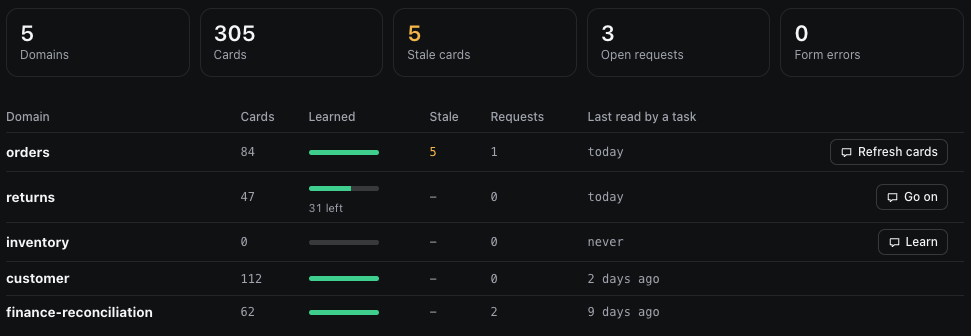 5 5 3 0
305
Domains Cards Stale cards Open requests Form errors
Domain Cards Learned Stale Requests Last read by a task
orders 84 5 1 today Refresh cards
returns 47 – 0 today Go on
31 left
inventory 0 – 0 never Learn
customer 112 – 0 2 days ago
finance-reconciliation 62 – 2 9 days ago